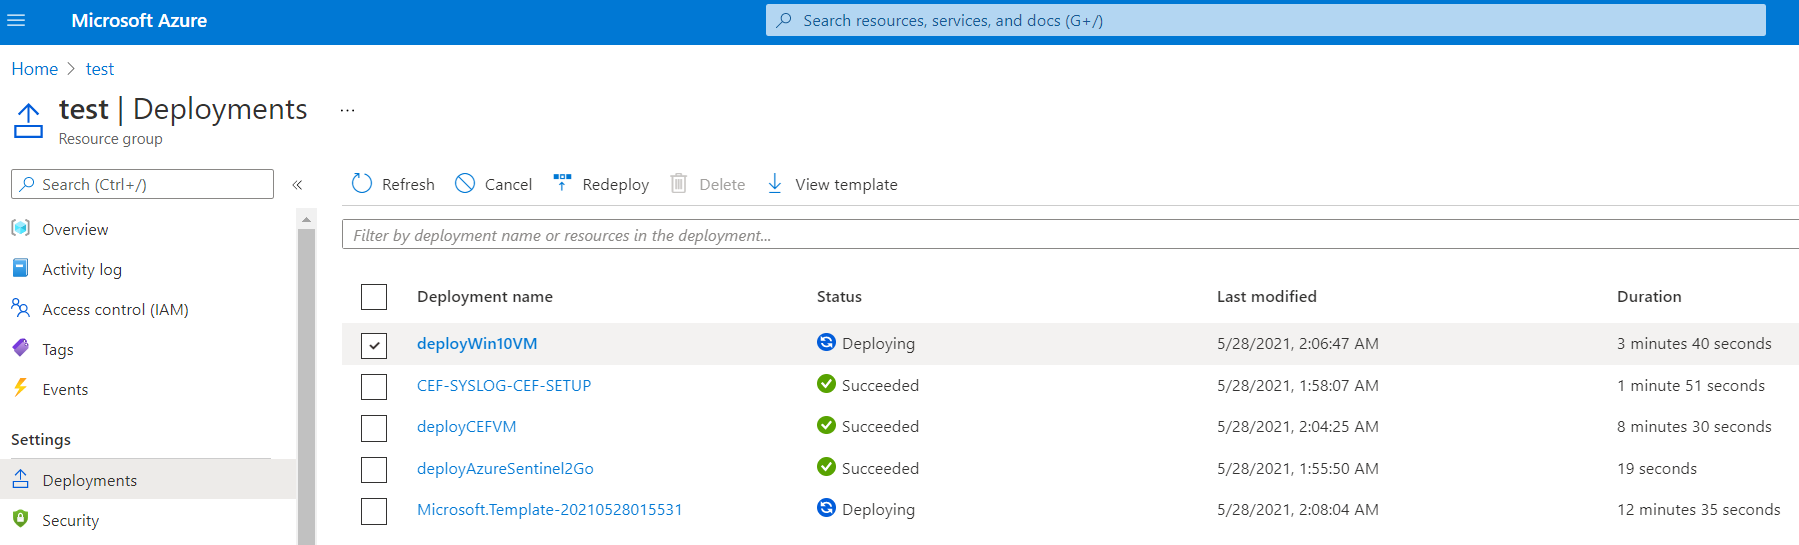 Microsoft Azure
Search resources, services, and docs (G+/)
Home > test
test | Deployments ...
Resource group
Search (Ctrl+/) «
Overview
Activity log
Access control (IAM)
Tags
Events
Settings
Deployments
Security
Refresh Cancel Redeploy Delete View template
Filter by deployment name or resources in the deployment...
Deployment name Status Last modified Duration
deployWin10VM Deploying 5/28/2021, 2:06:47 AM 3 minutes 40 seconds
CEF-SYSLOG-CEF-SETUP Succeeded 5/28/2021, 1:58:07 AM 1 minute 51 seconds
deployCEFVM Succeeded 5/28/2021, 2:04:25 AM 8 minutes 30 seconds
deployAzureSentinel2Go Succeeded 5/28/2021, 1:55:50 AM 19 seconds
Microsoft.Template-20210528015531 Deploying 5/28/2021, 2:08:04 AM 12 minutes 35 seconds